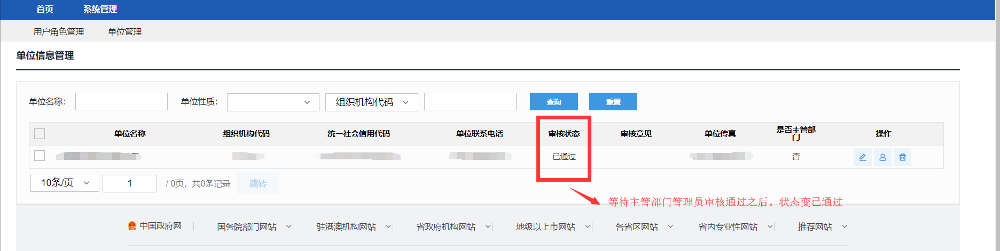 首页 系统管理
用户角色管理 单位管理
单位信息管理
单位名称： 单位性质： 组织机构代码 查询 重置
单位名称 组织机构代码 统一社会信用代码 单位联系电话 审核状态 审核意见 单位传真 是否主管部门 操作
已通过 否
10条/页 1 / 0页，共0条记录 跳转
等待主管部门管理员审核通过之后。状态变已通过
中国政府网 国务院部门网站 驻港澳机构网站 省政府机构网站 地级以上市网站 各省区网站 省内专业性网站 推荐网站